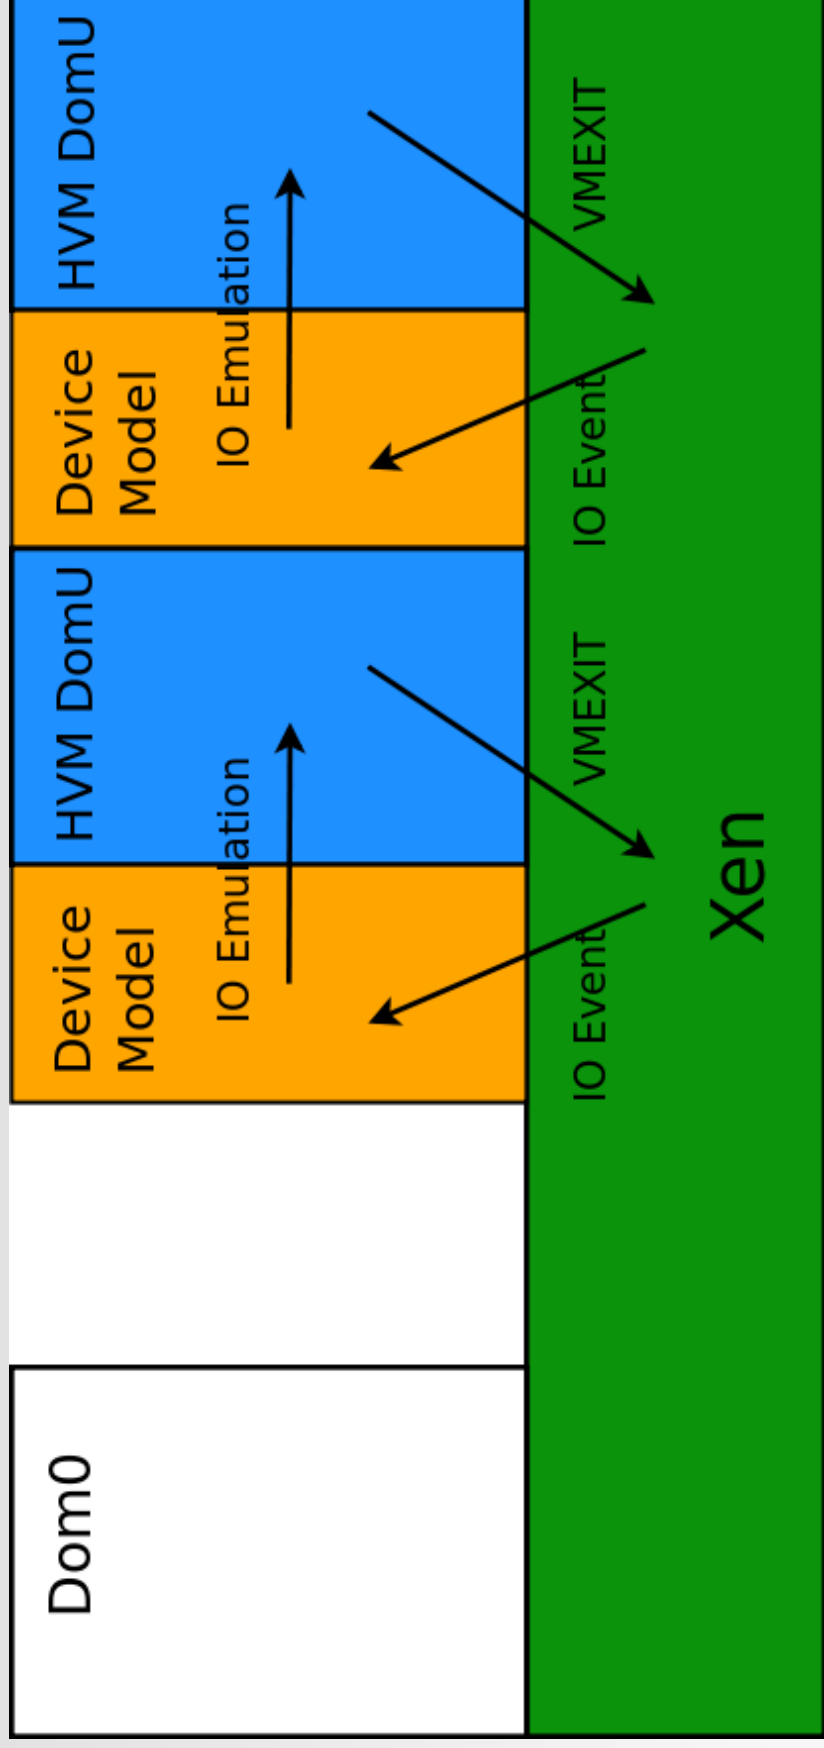 Dom0
Device
Model
IO Emulation
HVM DomU
IO Event
VMEXIT
Device
Model
IO Emulation
HVM DomU
IO Event
VMEXIT
Xen